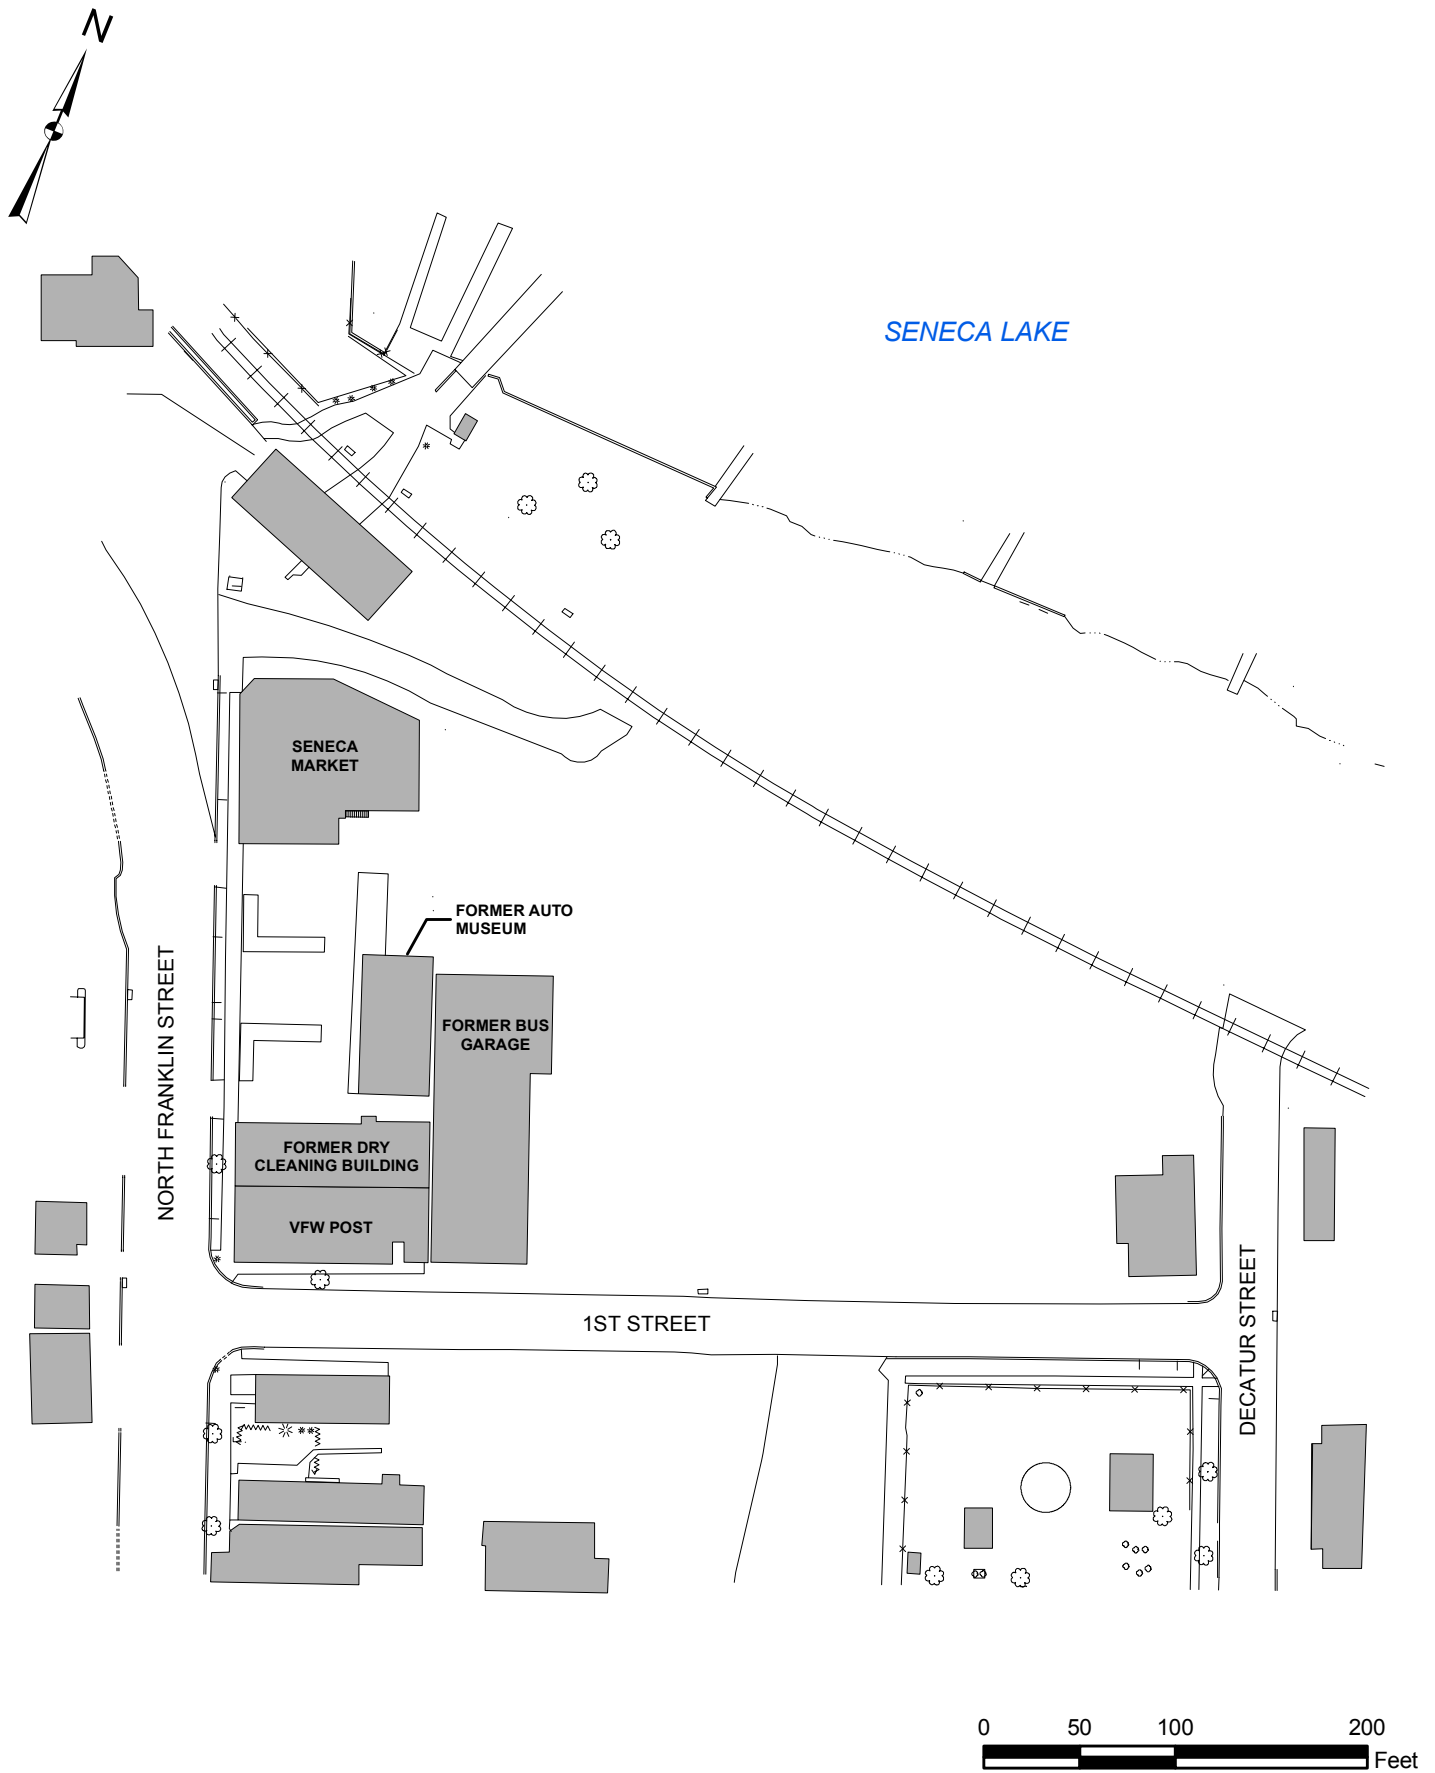 N
SENECA LAKE
SENECA
MARKET
FORMER AUTO
MUSEUM
FORMER BUS
GARAGE
NORTH FRANKLIN STREET
FORMER DRY
CLEANING BUILDING
VFW POST
1ST STREET
DECATUR STREET
0 50 100 200
Feet